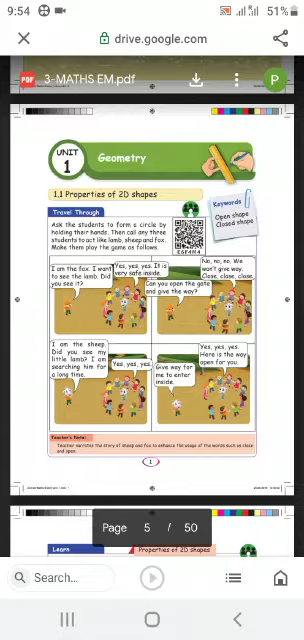 9:54
51%
drive.google.com
PDF
3-MATHS EM.pdf
P
UNIT
1
Geometry
1.1 Properties of 2D shapes
Travel Through
Ask the students to form a circle by
holding their hands. Then call any three
students to act like lamb, sheep and fox.
Make them play the game as follows.
Keywords
Open shape
Closed shape
I am the fox. I want
to see the lamb. Did
you see it?
Yes, yes, yes. It is
very safe inside.
Can you open the gate
and give the way?
No, no, no. We
won't give way.
Close, close, close.
I am the sheep.
Did you see my
little lamb? I am
searching him for
a long time.
Yes, yes, yes.
Give way for
me to enter
inside.
Yes, yes, yes.
Here is the way
open for you.
Teacher's Note:
Teacher narrates the story of sheep and fox to enhance the usage of the words such as close
and open.
1
Page 5 / 50
Learn
Properties of 2D shapes
Search...